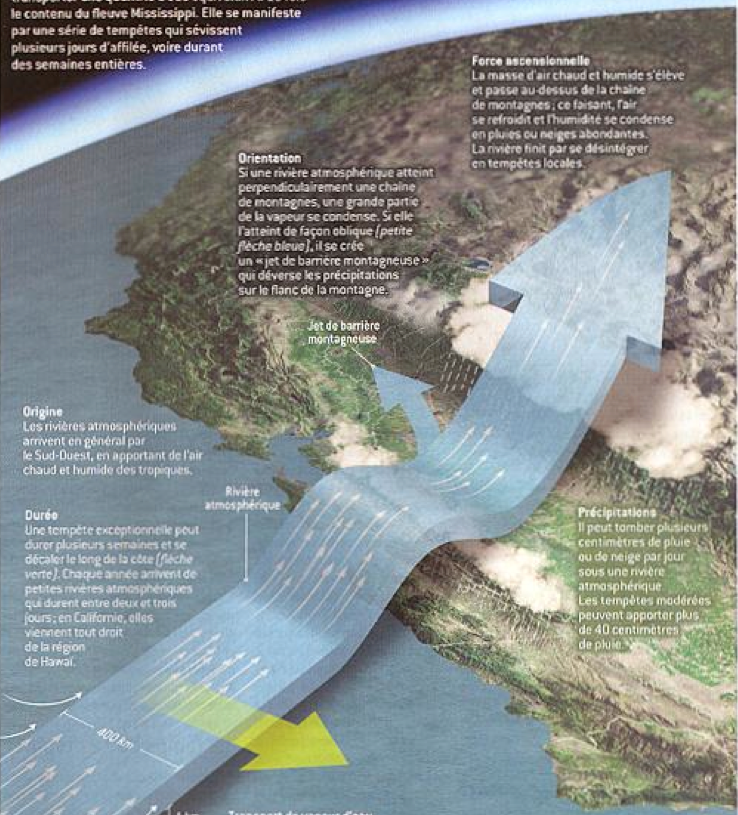 le contenu du fleuve Mississippi. Elle se manifeste
par une série de tempêtes qui sévissent
plusieurs jours d'affilée, voire durant
des semaines entières.
Force ascensionnelle
La masse d'air chaud et humide s'élève
et passe au-dessus de la chaîne
de montagnes ; ce faisant, l'air
se refroidit et l'humidité se condense
en pluies ou neiges abondantes.
La rivière finit par se désintégrer
en tempêtes locales.
Orientation
Si une rivière atmosphérique atteint
perpendiculairement une chaîne
de montagnes, une grande partie
de la vapeur se condense. Si elle
l'atteint de façon oblique (petite
flèche bleue), il se crée
un « jet de barrière montagneuse »
qui déverse les précipitations
sur le flanc de la montagne.
Jet de barrière
montagneuse
Origine
Les rivières atmosphériques
arrivent en général par
le Sud-Ouest, en apportant de l'air
chaud et humide des tropiques.
Rivière
atmosphérique
Durée
Une tempête exceptionnelle peut
durer plusieurs semaines et se
décaler le long de la côte (flèche
verte). Chaque année arrivent de
petites rivières atmosphériques
qui durent entre deux et trois
jours ; en Californie, elles
viennent tout droit
de la région
de Hawaï.
Précipitations
Il peut tomber plusieurs
centimètres de pluie
ou de neige par jour
sous une rivière
atmosphérique
Les tempêtes modérées
peuvent apporter plus
de 40 centimètres
de pluie.
400 km